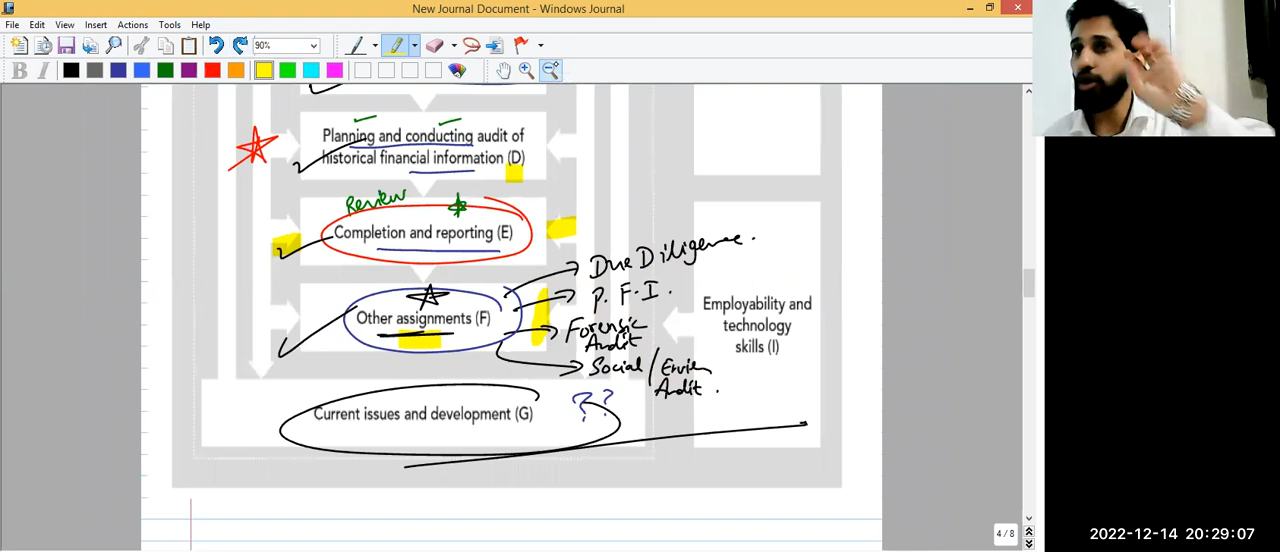 New Journal Document - Windows Journal
File Edit View Insert Actions Tools Help
90%
Planning and conducting audit of
historical financial information (D)
Review
Completion and reporting (E)
Due Diligence.
P. F. I.
Other assignments (F)
Forensic
Audit
Social / Envirn
Audit.
Employability and
technology
skills (I)
Current issues and development (G)
??
4 / 8
2022-12-14 20:29:07